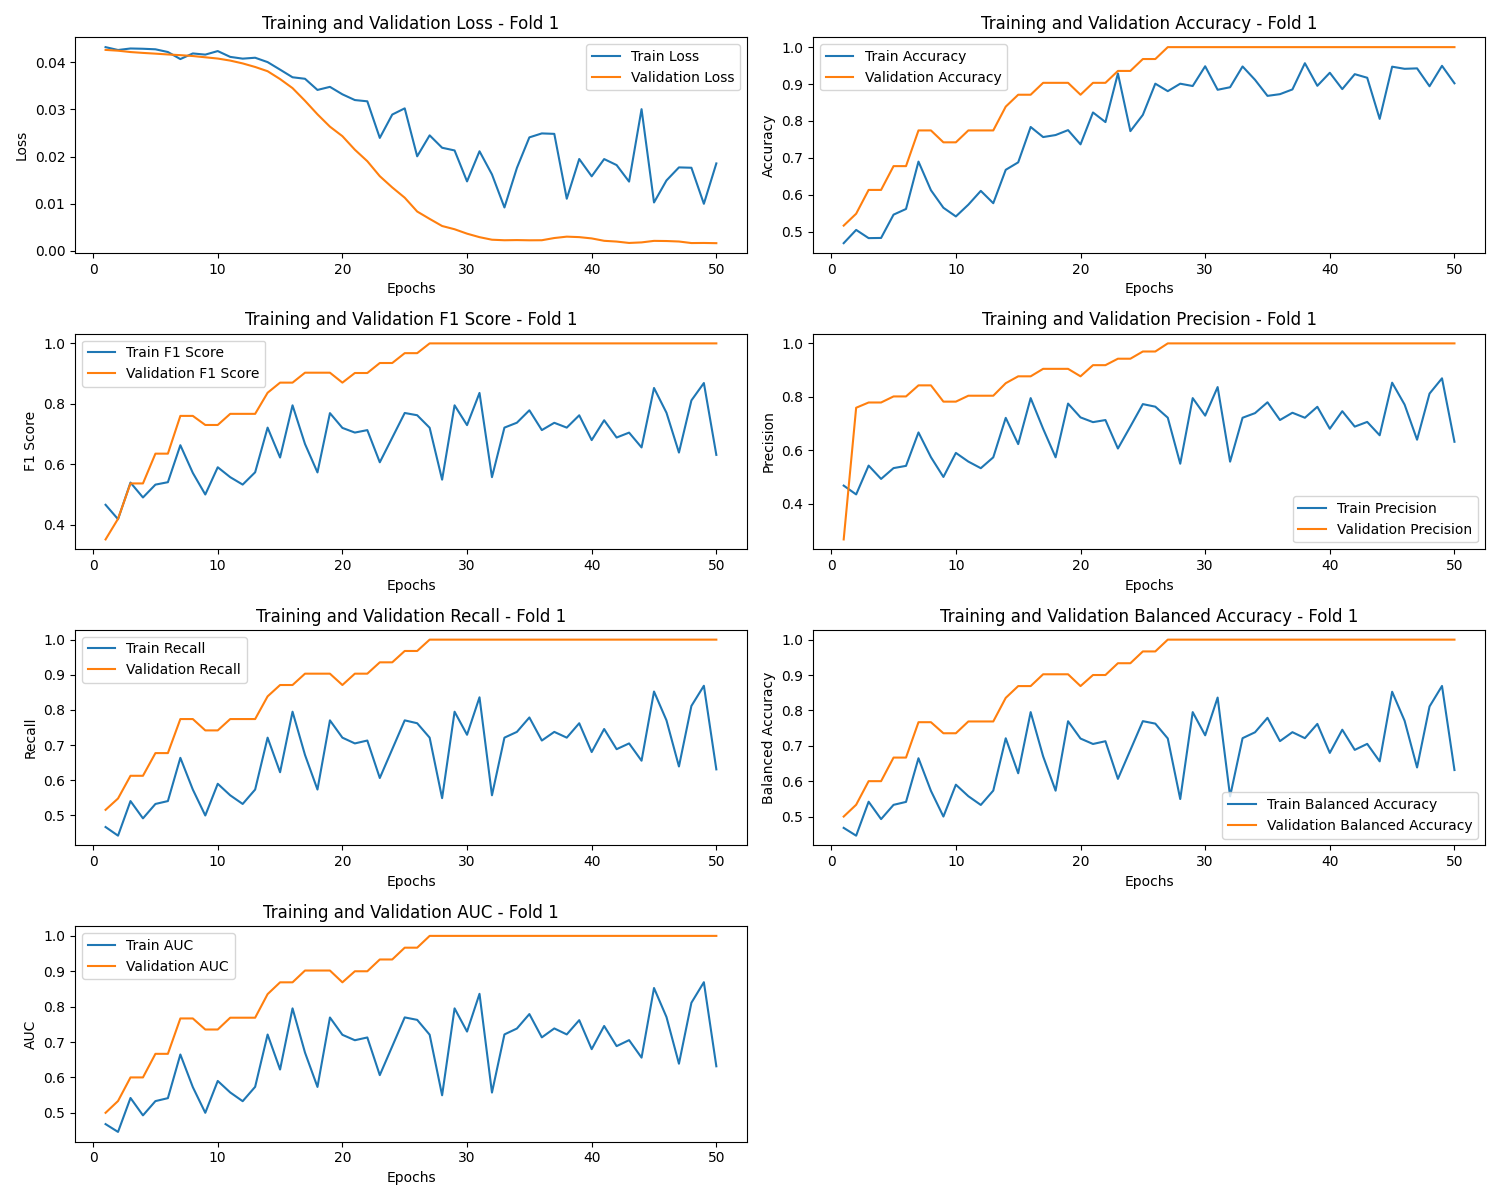 Training and Validation Loss - Fold 1
Train Loss
Validation Loss
Loss
0.04
0.03
0.02
0.01
0.00
0 10 20 30 40 50
Epochs
Training and Validation Accuracy - Fold 1
Train Accuracy
Validation Accuracy
Accuracy
1.0
0.9
0.8
0.7
0.6
0.5
0 10 20 30 40 50
Epochs
Training and Validation F1 Score - Fold 1
Train F1 Score
Validation F1 Score
F1 Score
1.0
0.8
0.6
0.4
0 10 20 30 40 50
Epochs
Training and Validation Precision - Fold 1
Train Precision
Validation Precision
Precision
1.0
0.8
0.6
0.4
0 10 20 30 40 50
Epochs
Training and Validation Recall - Fold 1
Train Recall
Validation Recall
Recall
1.0
0.9
0.8
0.7
0.6
0.5
0 10 20 30 40 50
Epochs
Training and Validation Balanced Accuracy - Fold 1
Train Balanced Accuracy
Validation Balanced Accuracy
Balanced Accuracy
1.0
0.9
0.8
0.7
0.6
0.5
0 10 20 30 40 50
Epochs
Training and Validation AUC - Fold 1
Train AUC
Validation AUC
AUC
1.0
0.9
0.8
0.7
0.6
0.5
0 10 20 30 40 50
Epochs